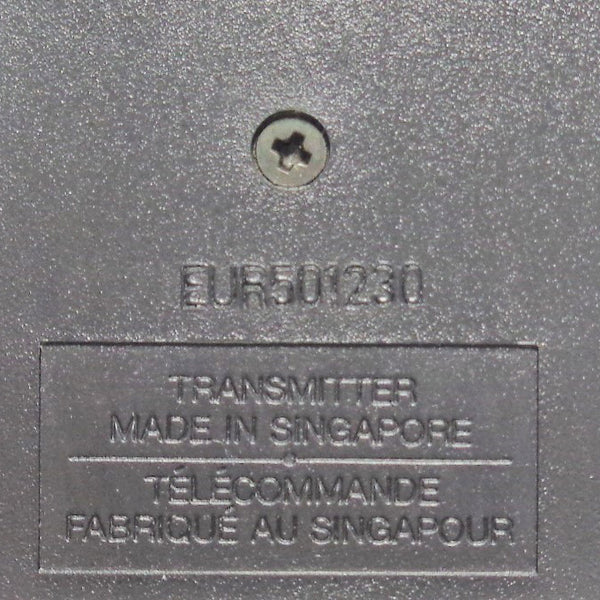 EUR501230
TRANSMITTER
MADE IN SINGAPORE
TÉLÉCOMMANDE
FABRIQUÉ AU SINGAPOUR